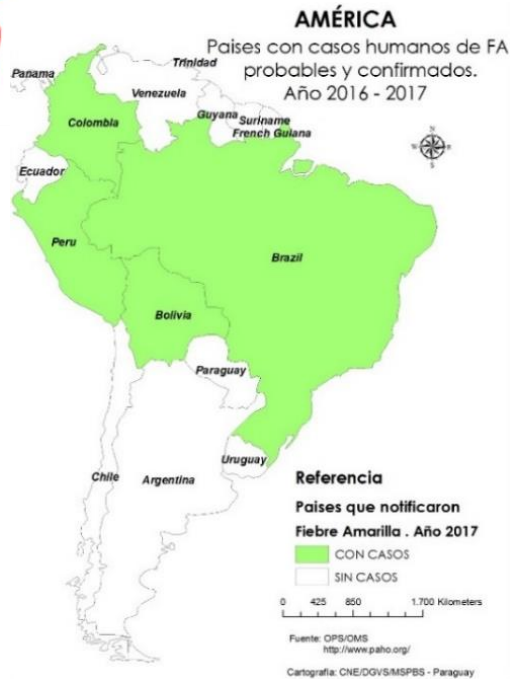 AMÉRICA
Paises con casos humanos de FA
probables y confirmados.
Año 2016 - 2017
Panama
Trinidad
Venezuela
Guyana
Suriname
French Guiana
Colombia
N
W E
S
Ecuador
Peru
Brazil
Bolivia
Paraguay
Uruguay
Chile
Argentina
Referencia
Paises que notificaron
Fiebre Amarilla . Año 2017
CON CASOS
SIN CASOS
0 425 850 1.700 Kilometers
Fuente: OPS/OMS
http://www.paho.org/
Cartografía: CNE/DGVS/MSPBS - Paraguay